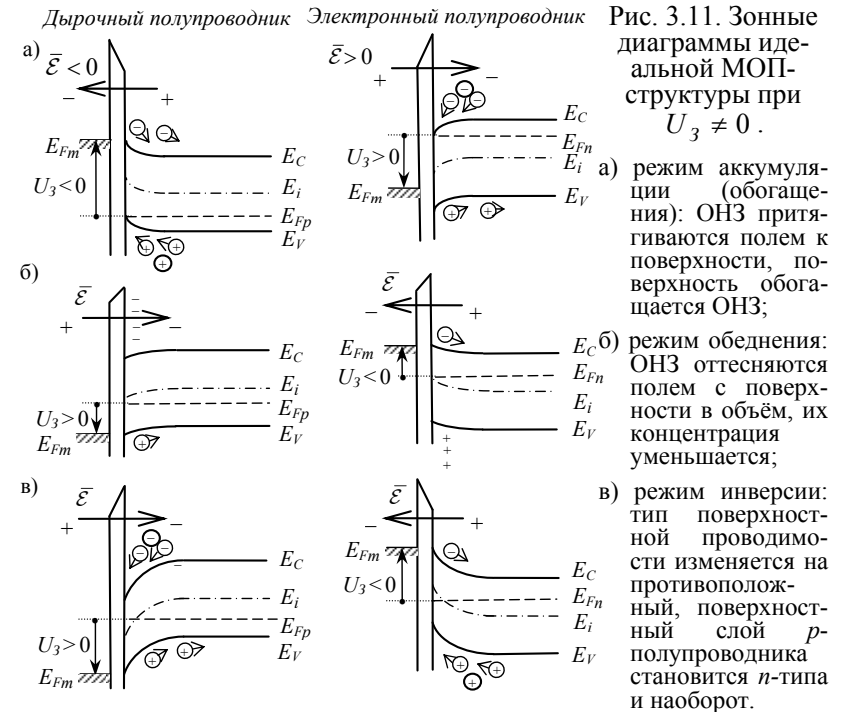 Дырочный полупроводник
Электронный полупроводник
а)
ℰ̅ < 0
−
+
E_Fm
U_З < 0
E_C
E_i
E_Fp
E_V
ℰ̅ > 0
+
−
U_З > 0
E_Fm
E_C
E_Fn
E_i
E_V
б)
ℰ̅
+
−
U_З > 0
E_Fm
E_C
E_i
E_Fp
E_V
ℰ̅
−
+
E_Fm
U_З < 0
E_C
E_Fn
E_i
E_V
в)
ℰ̅
+
−
U_З > 0
E_Fm
E_C
E_i
E_Fp
E_V
ℰ̅
−
+
E_Fm
U_З < 0
E_C
E_Fn
E_i
E_V
Рис. 3.11. Зонные
диаграммы иде-
альной МОП-
структуры при
U_З ≠ 0 .
а) режим аккумуля-
ции (обогаще-
ния): ОНЗ притя-
гиваются полем к
поверхности, по-
верхность обога-
щается ОНЗ;
б) режим обеднения:
ОНЗ оттесняются
полем с поверх-
ности в объём, их
концентрация
уменьшается;
в) режим инверсии:
тип поверхност-
ной проводимо-
сти изменяется на
противополож-
ный, поверхност-
ный слой p-
полупроводника
становится n-типа
и наоборот.